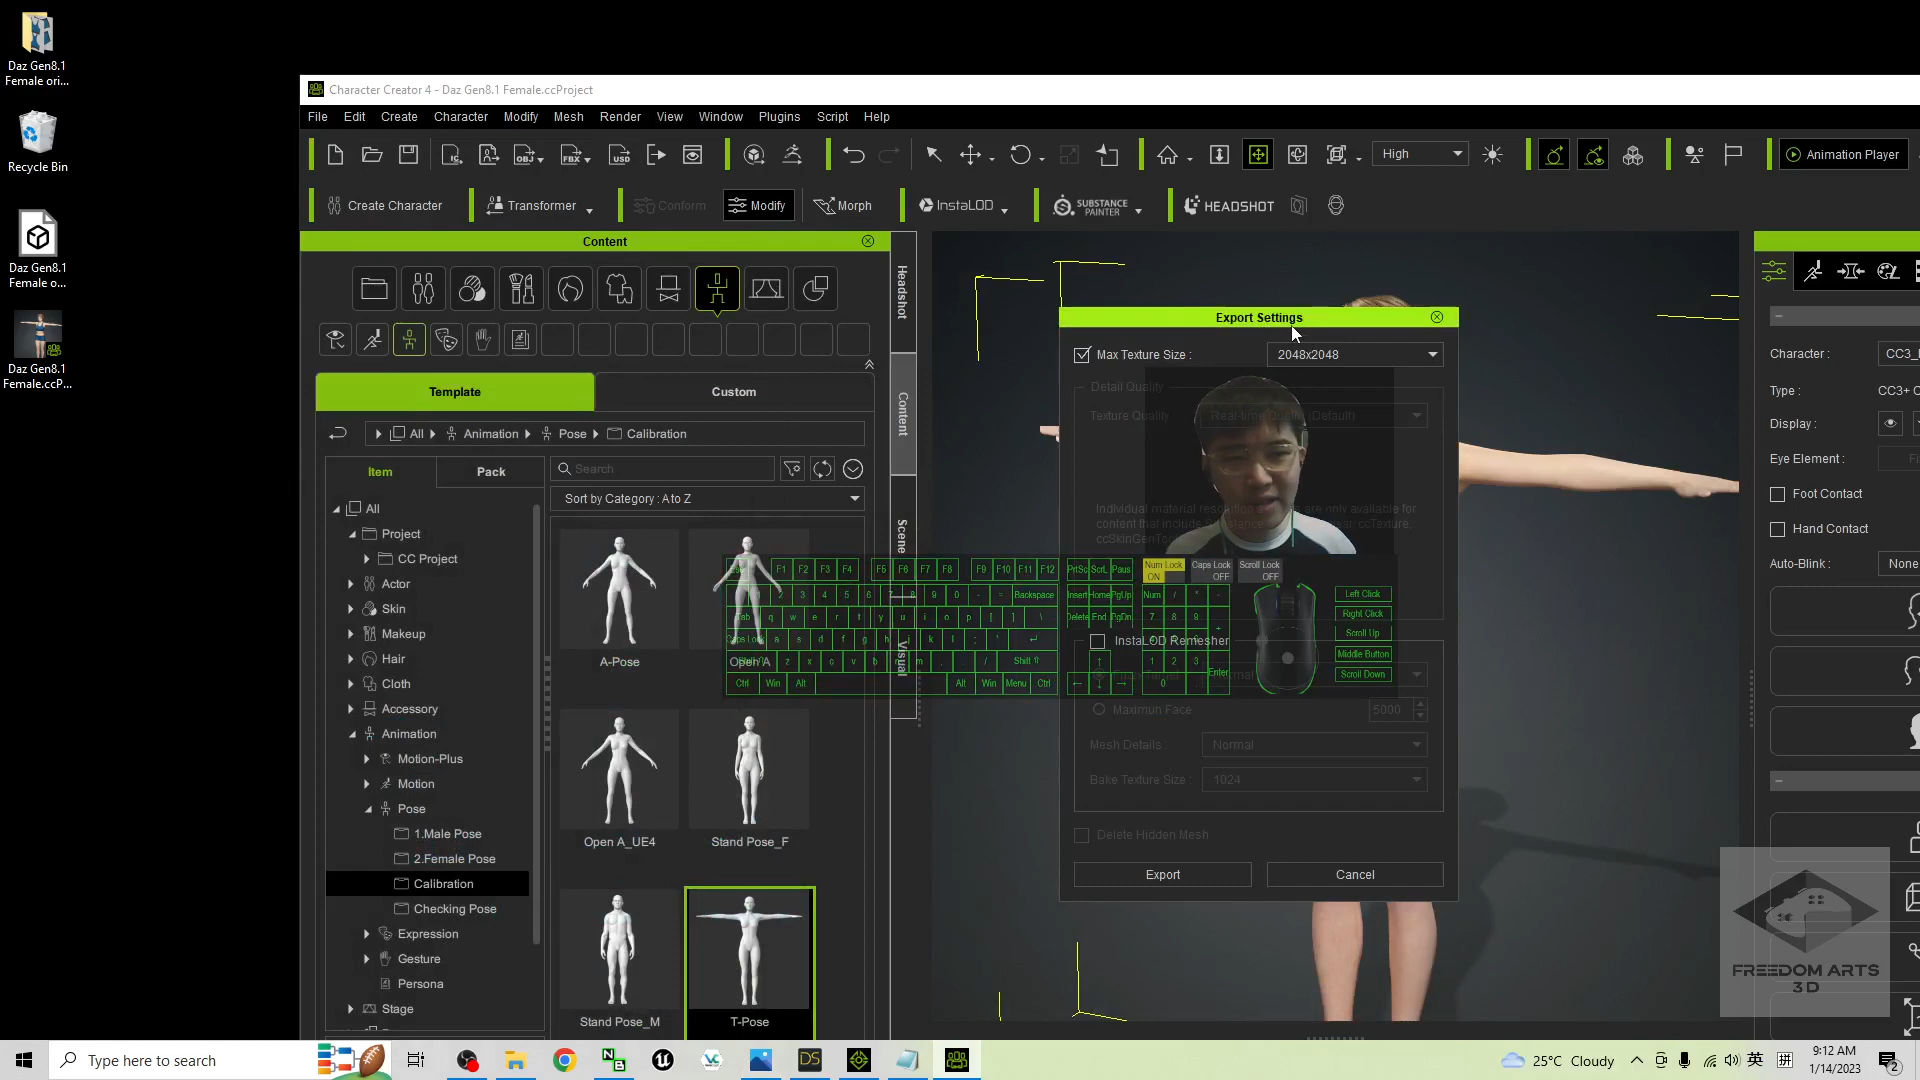 Daz Gen8.1
Female ori...
Recycle Bin
Daz Gen8.1
Female o...
Daz Gen8.1
Female.ccP...
Character Creator 4 - Daz Gen8.1 Female.ccProject
File Edit Create Character Modify Mesh Render View Window Plugins Script Help
High
Animation Player
Create Character
Transformer
Conform
Modify
Morph
InstaLOD
SUBSTANCE
PAINTER
HEADSHOT
Content
Headshot
Content
Scene
Visual
Template
Custom
All
Animation
Pose
Calibration
Item
Pack
Search
Sort by Category : A to Z
All
Project
CC Project
Actor
Skin
Makeup
Hair
Cloth
Accessory
Animation
Motion-Plus
Motion
Pose
1.Male Pose
2.Female Pose
Calibration
Checking Pose
Expression
Gesture
Persona
Stage
A-Pose
Open A
Open A_UE4
Stand Pose_F
Stand Pose_M
T-Pose
Export Settings
Max Texture Size :
2048x2048
Detail Quality
Texture Quality
Real-time Quality (Default)
Individual material resolution
are only available for
content that include Substance
ccTexture,
InstaLOD Remesher
Maximun Face
5000
Mesh Details :
Normal
Bake Texture Size :
1024
Delete Hidden Mesh
Export
Cancel
F1 F2 F3 F4 F5 F6 F7 F8 F9 F10 F11 F12 PrtSc ScrL Paus
Num Lock
ON
Caps Lock
OFF
Scroll Lock
OFF
2 3 4 5 6 7 8 9 0 - = Backspace Insert Home PgUp Num / * -
Tab q w e r t y u i o p [ ] \ Delete End PgDn 7 8 9 +
Caps Lock a s d f g h j k l ; ' ↵
z x c v b n m , . / Shift ⇧ ↑ 1 2 3 Enter
Ctrl Win Alt Alt Win Menu Ctrl ← ↓ → 0 .
Left Click
Right Click
Scroll Up
Middle Button
Scroll Down
Character :
CC3_
Type :
CC3+ C
Display :
Eye Element :
Foot Contact
Hand Contact
Auto-Blink :
None
FREEDOM ARTS
3D
Type here to search
DS
25°C Cloudy
英
拼
9:12 AM
1/14/2023
2